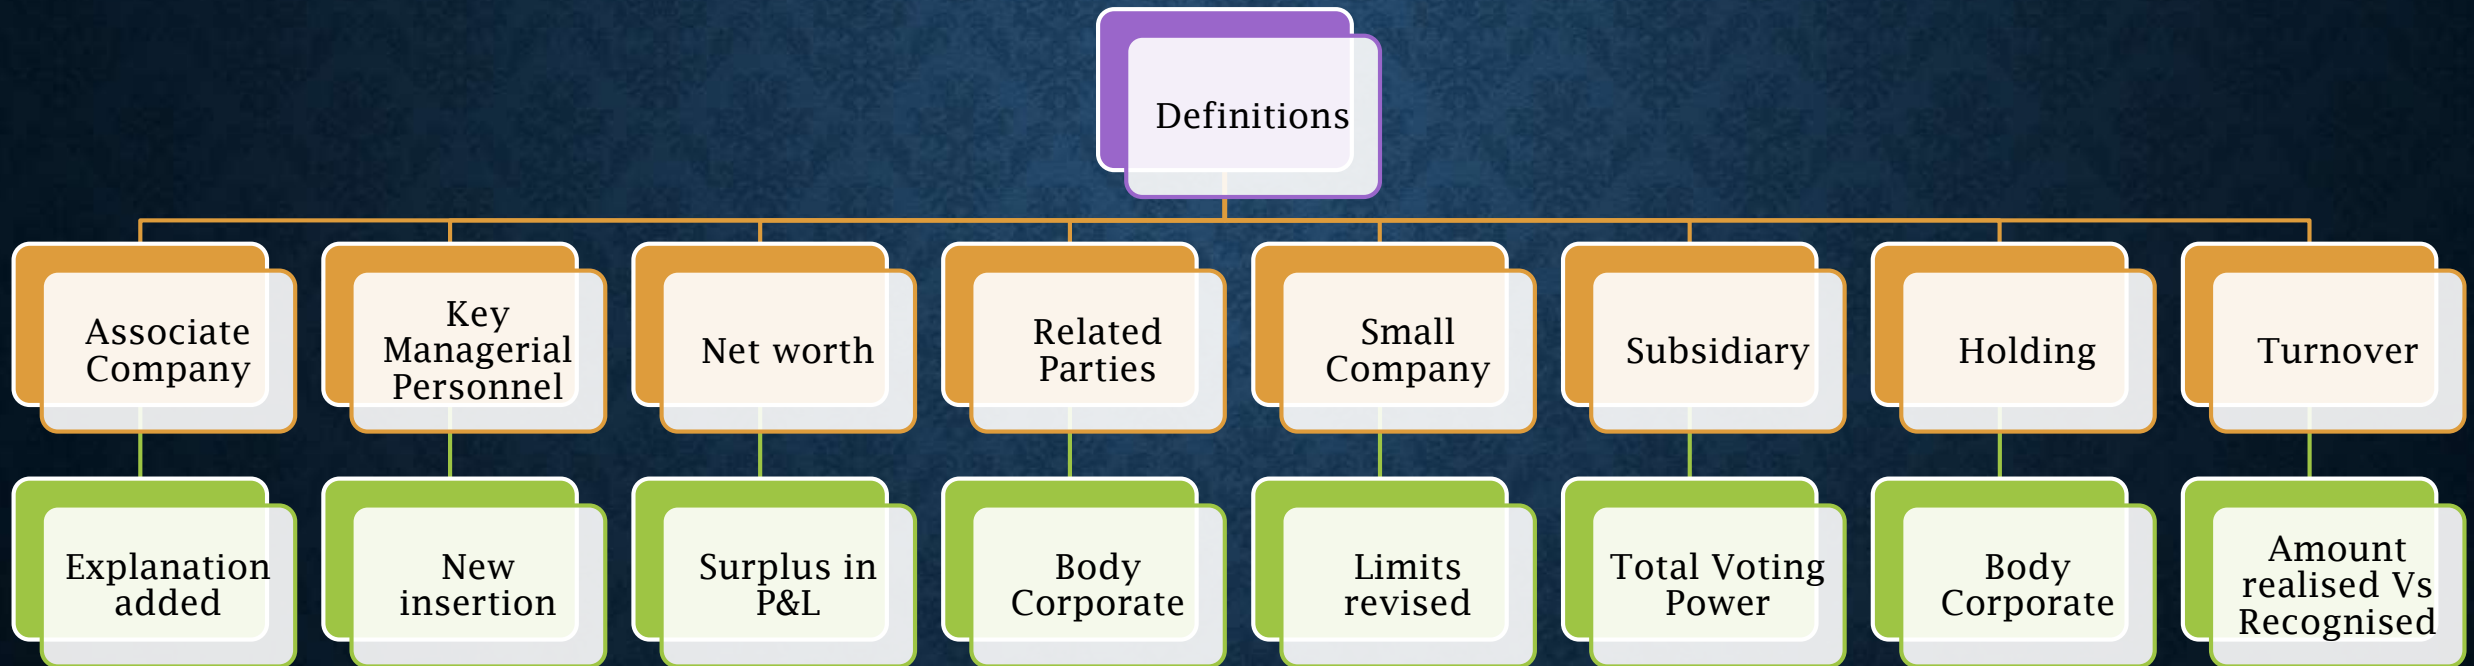 Definitions
Associate
Company
Key
Managerial
Personnel
Net worth
Related
Parties
Small
Company
Subsidiary
Holding
Turnover
Explanation
added
New
insertion
Surplus in
P&L
Body
Corporate
Limits
revised
Total Voting
Power
Body
Corporate
Amount
realised Vs
Recognised